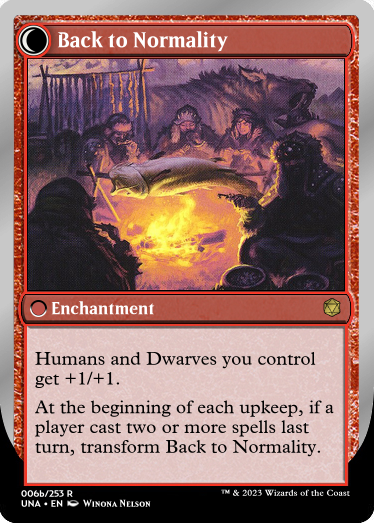 Back to Normality
Enchantment
Humans and Dwarves you control
get +1/+1.
At the beginning of each upkeep, if a
player cast two or more spells last
turn, transform Back to Normality.
006b/253 R
UNA • EN Winona Nelson
™ & © 2023 Wizards of the Coast